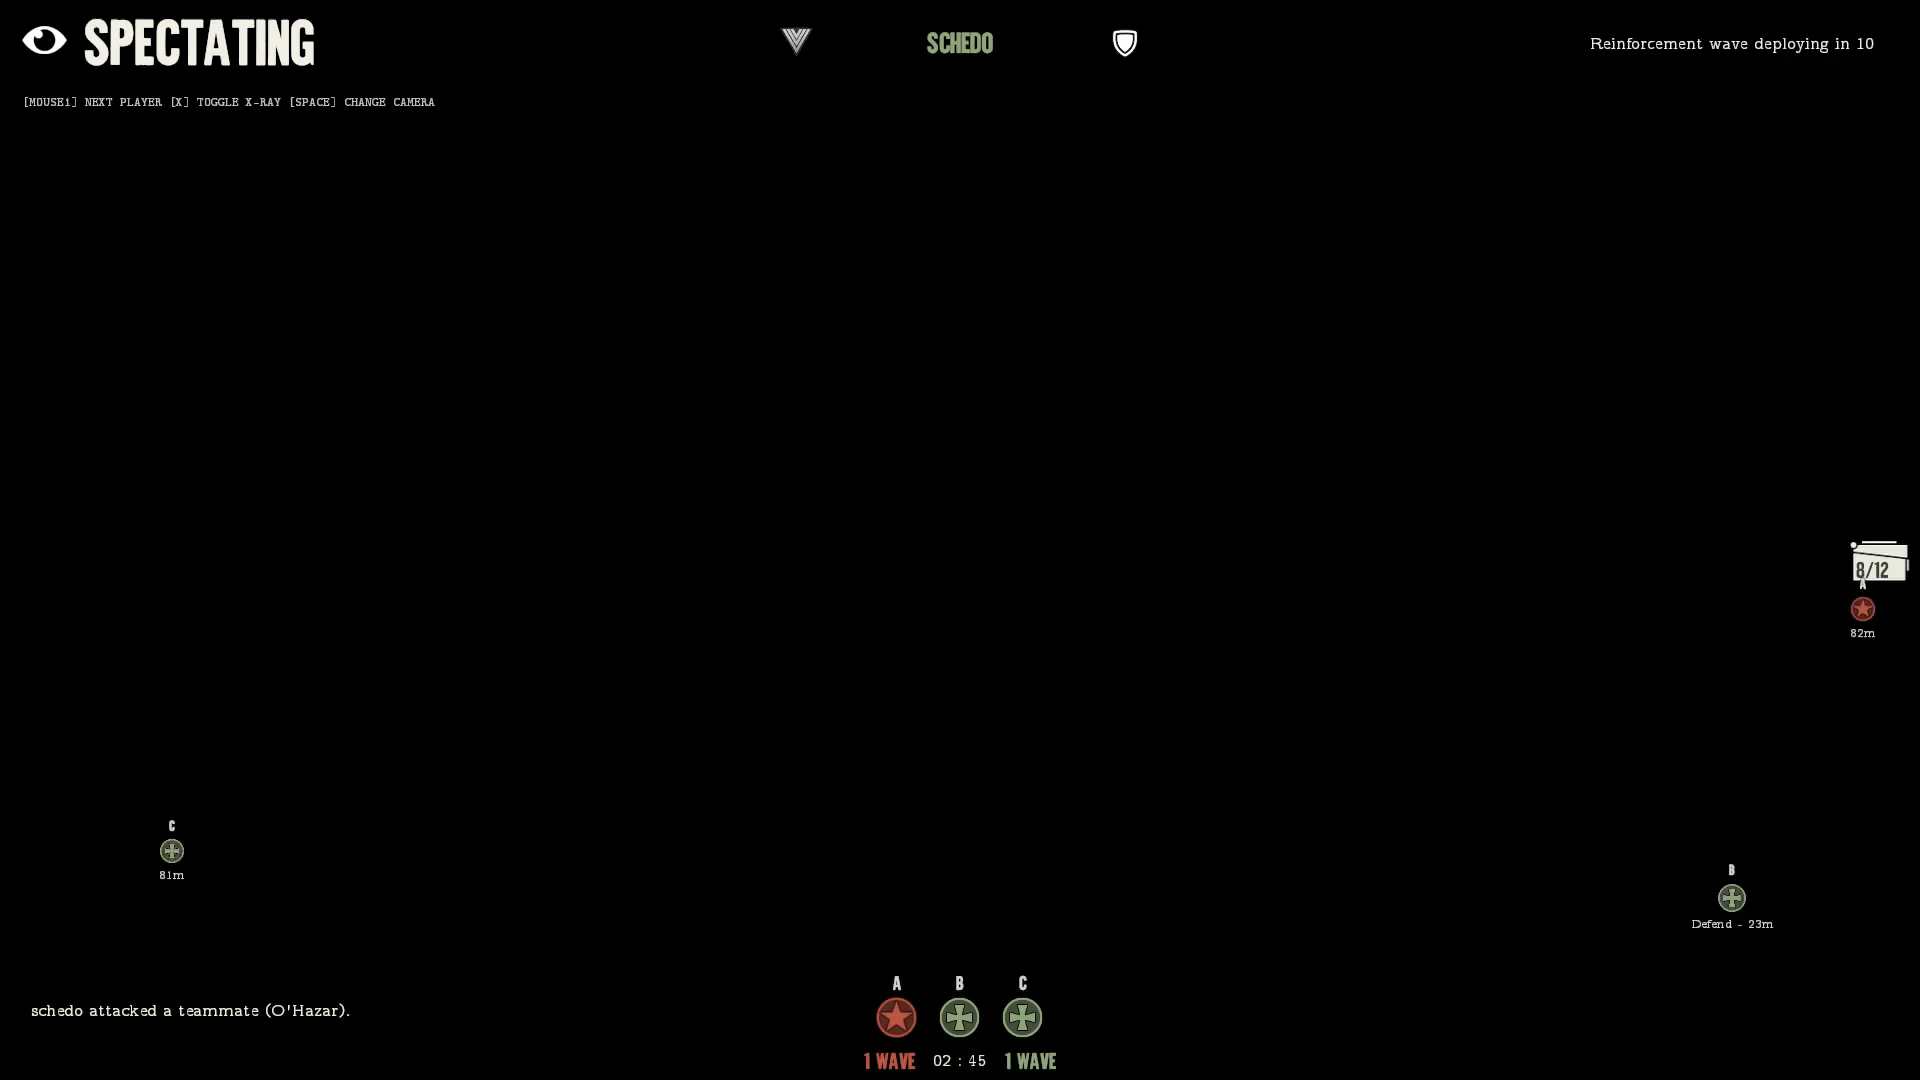 SPECTATING
SCHEDO
Reinforcement wave deploying in 10
[MOUSE1] NEXT PLAYER [X] TOGGLE X-RAY [SPACE] CHANGE CAMERA
8/12
A
82m
C
81m
B
Defend - 23m
schedo attacked a teammate (O'Hazar).
A B C
1 WAVE 02 : 45 1 WAVE